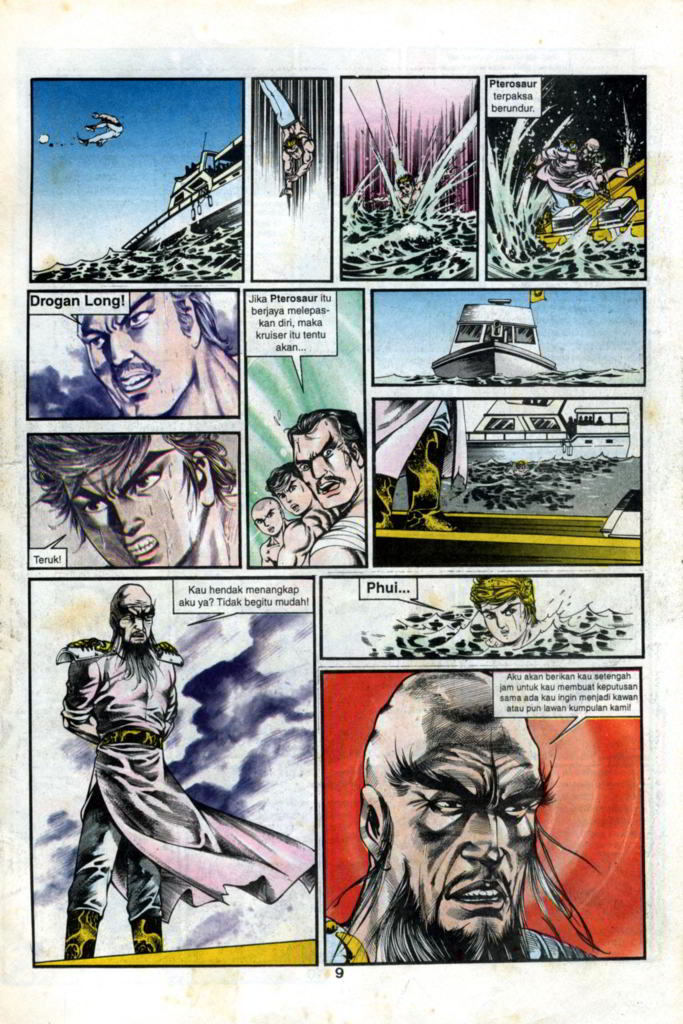 Pterosaur
terpaksa
berundur.
Drogan Long!
Jika Pterosaur itu
berjaya melepas-
kan diri, maka
kruiser itu tentu
akan...
Teruk!
Kau hendak menangkap
aku ya? Tidak begitu mudah!
Phui...
Aku akan berikan kau setengah
jam untuk kau membuat keputusan
sama ada kau ingin menjadi kawan
atau pun lawan kumpulan kami!
9